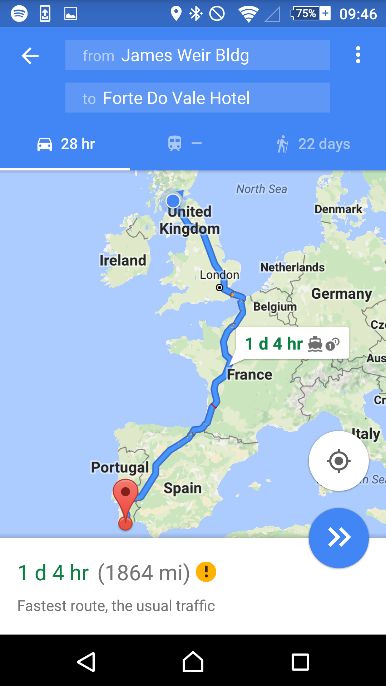 75% 09:46
from James Weir Bldg
to Forte Do Vale Hotel
28 hr — 22 days
North Sea
Denmark
United
Kingdom
Ireland
London
Netherlands
Germany
Belgium
Cz
1 d 4 hr
Aus
France
Cr
Italy
Portugal
Spain
1 d 4 hr (1864 mi)
Fastest route, the usual traffic